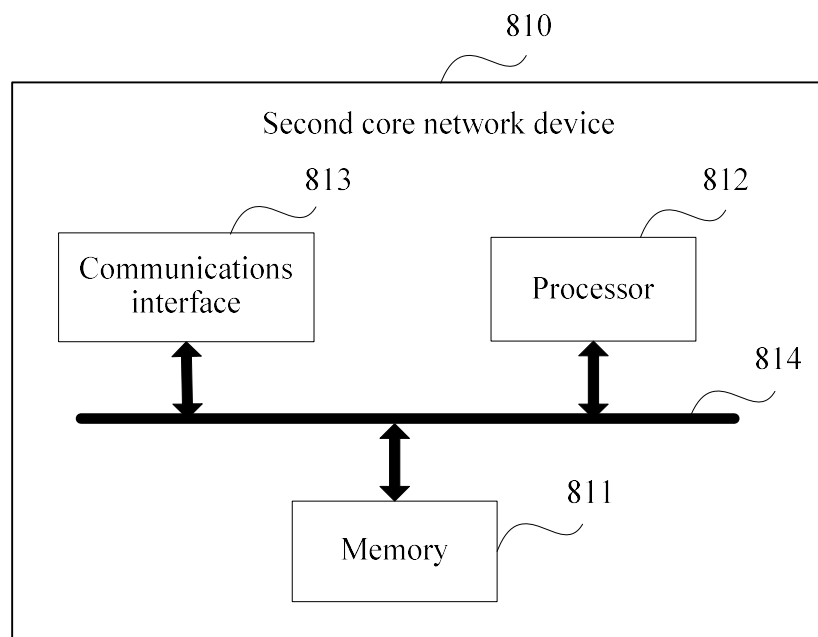 810
Second core network device
813
812
Communications
interface
Processor
814
811
Memory